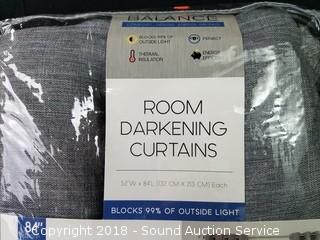 BALANCE
BLOCKS 99% OF
OUTSIDE LIGHT
PRIVACY
THERMAL
INSULATION
ENERGY
ROOM
DARKENING
CURTAINS
52"W x 84"L (132 CM X 213 CM) Each
BLOCKS 99% OF OUTSIDE LIGHT
84"
Copyright 2018 - Sound Auction Service